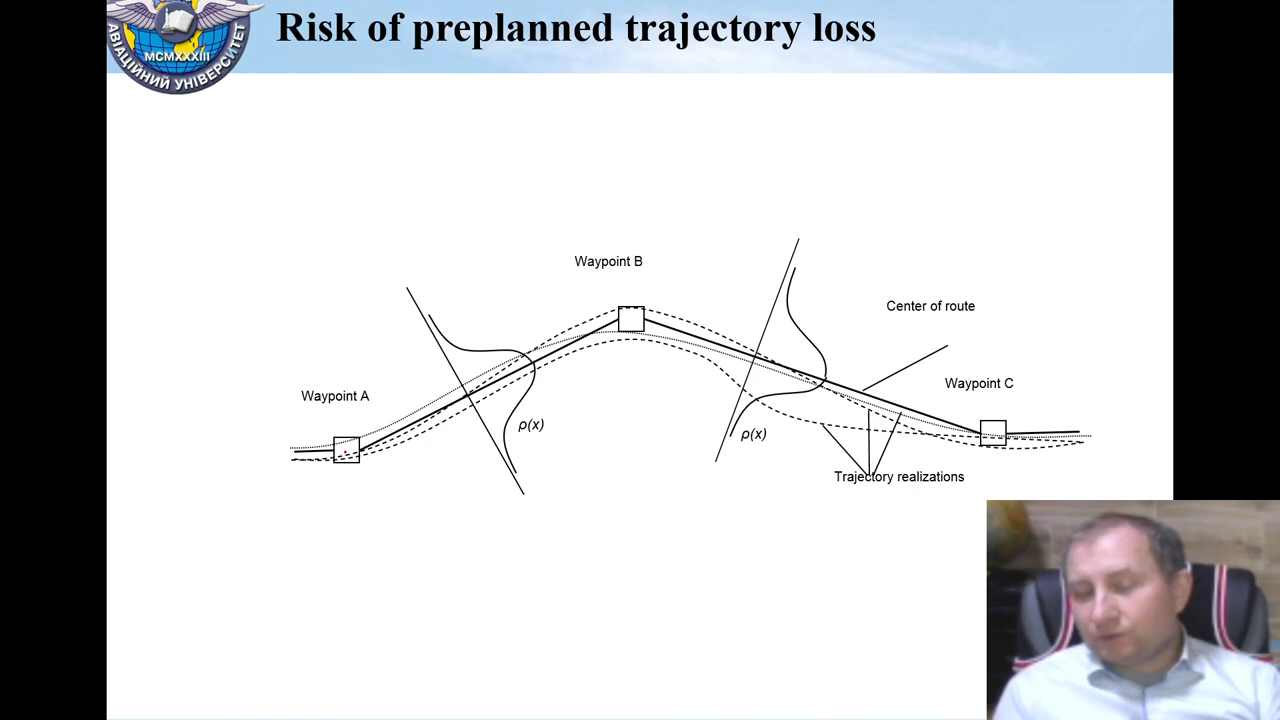 Risk of preplanned trajectory loss
АВІАЦІЙНИЙ УНІВЕРСИТЕТ
MCMXXXIII
Waypoint B
Center of route
Waypoint A
Waypoint C
ρ(x)
ρ(x)
Trajectory realizations